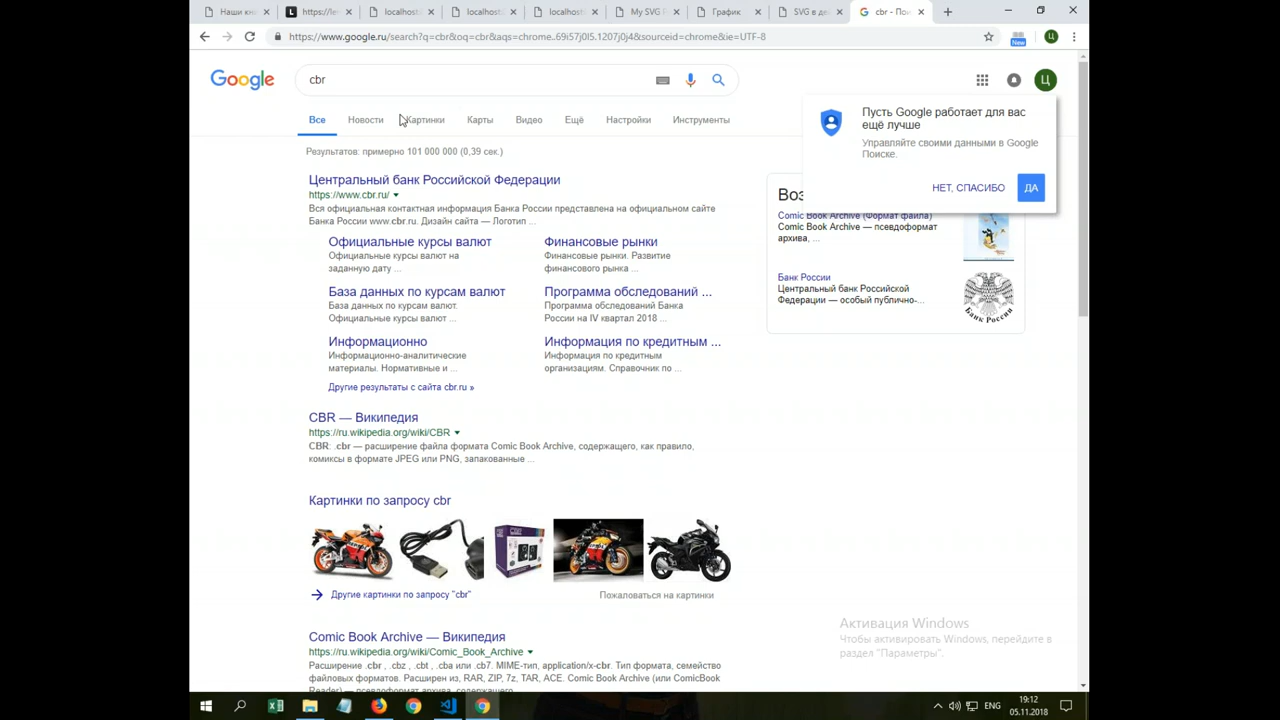 Наши кн
https://le
localhost:
localhost:
localhost
My SVG F
График
SVG в дв
cbr - Пои
https://www.google.ru/search?q=cbr&oq=cbr&aqs=chrome..69i57j0l5.1207j0j4&sourceid=chrome&ie=UTF-8
New
Ц
Google
cbr
Ц
Все
Новости
Картинки
Карты
Видео
Ещё
Настройки
Инструменты
Пусть Google работает для вас
ещё лучше
Управляйте своими данными в Google
Поиске.
НЕТ, СПАСИБО
ДА
Результатов: примерно 101 000 000 (0,39 сек.)
Центральный банк Российской Федерации
https://www.cbr.ru/
Вся официальная контактная информация Банка России представлена на официальном сайте
Банка России www.cbr.ru. Дизайн сайта — Логотип ...
Официальные курсы валют
Официальные курсы валют на
заданную дату ...
Финансовые рынки
Финансовые рынки. Развитие
финансового рынка ...
База данных по курсам валют
База данных по курсам валют.
Официальные курсы валют ...
Программа обследований ...
Программа обследований Банка
России на IV квартал 2018 ...
Информационно
Информационно-аналитические
материалы. Нормативные и ...
Информация по кредитным ...
Информация по кредитным
организациям. Справочник по ...
Другие результаты с сайта cbr.ru »
CBR — Википедия
https://ru.wikipedia.org/wiki/CBR
CBR: .cbr — расширение файла формата Comic Book Archive, содержащего, как правило,
комиксы в формате JPEG или PNG, запакованные ...
Картинки по запросу cbr
Другие картинки по запросу "cbr"
Пожаловаться на картинки
Comic Book Archive — Википедия
https://ru.wikipedia.org/wiki/Comic_Book_Archive
Расширение .cbr , .cbz , .cbt , .cba или .cb7. MIME-тип, application/x-cbr. Тип формата, семейство
файловых форматов. Расширен из, RAR, ZIP, 7z, TAR, ACE. Comic Book Archive (или ComicBook
Reader) — псевдоформат архива, содержащего
Воз
Comic Book Archive (Формат файла)
Comic Book Archive — псевдоформат
архива, ...
Банк России
Центральный банк Российской
Федерации — особый публично-...
Банк России
Активация Windows
Чтобы активировать Windows, перейдите в
раздел "Параметры".
ENG
19:12
05.11.2018